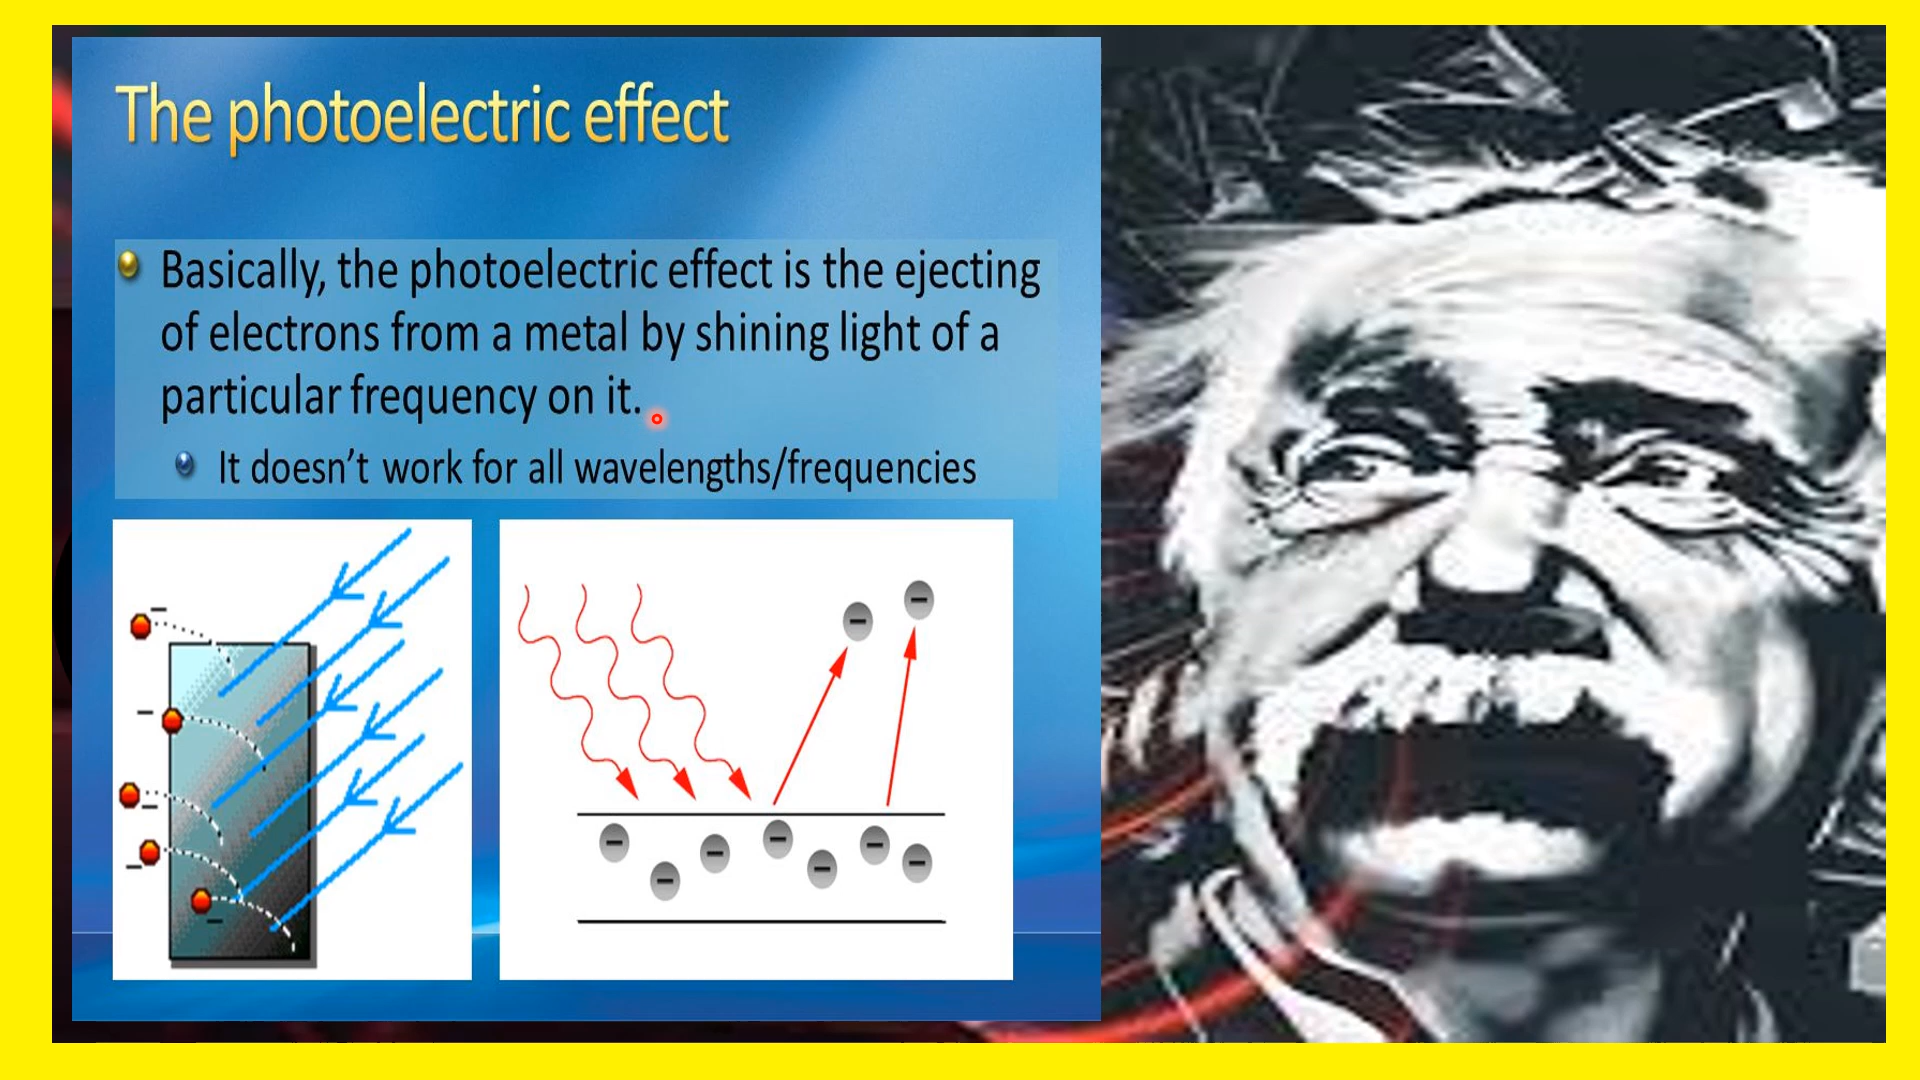 The photoelectric effect
Basically, the photoelectric effect is the ejecting
of electrons from a metal by shining light of a
particular frequency on it.
It doesn’t work for all wavelengths/frequencies